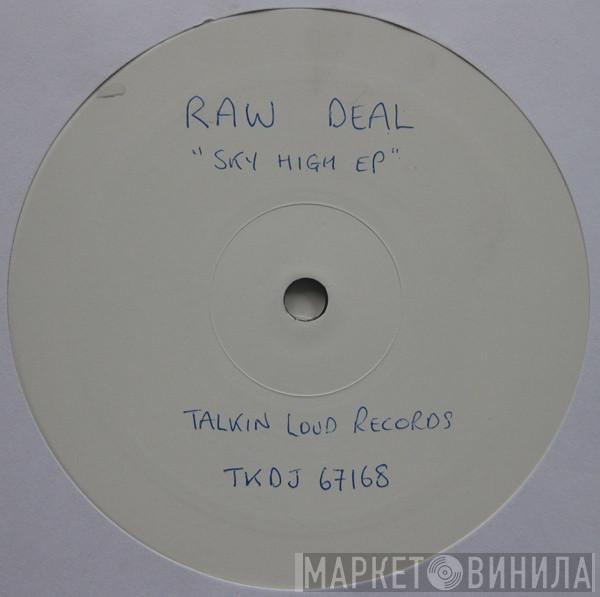 RAW DEAL
"SKY HIGH EP"
TALKIN LOUD RECORDS
TKDJ 67168
МАРКЕТ ВИНИЛА